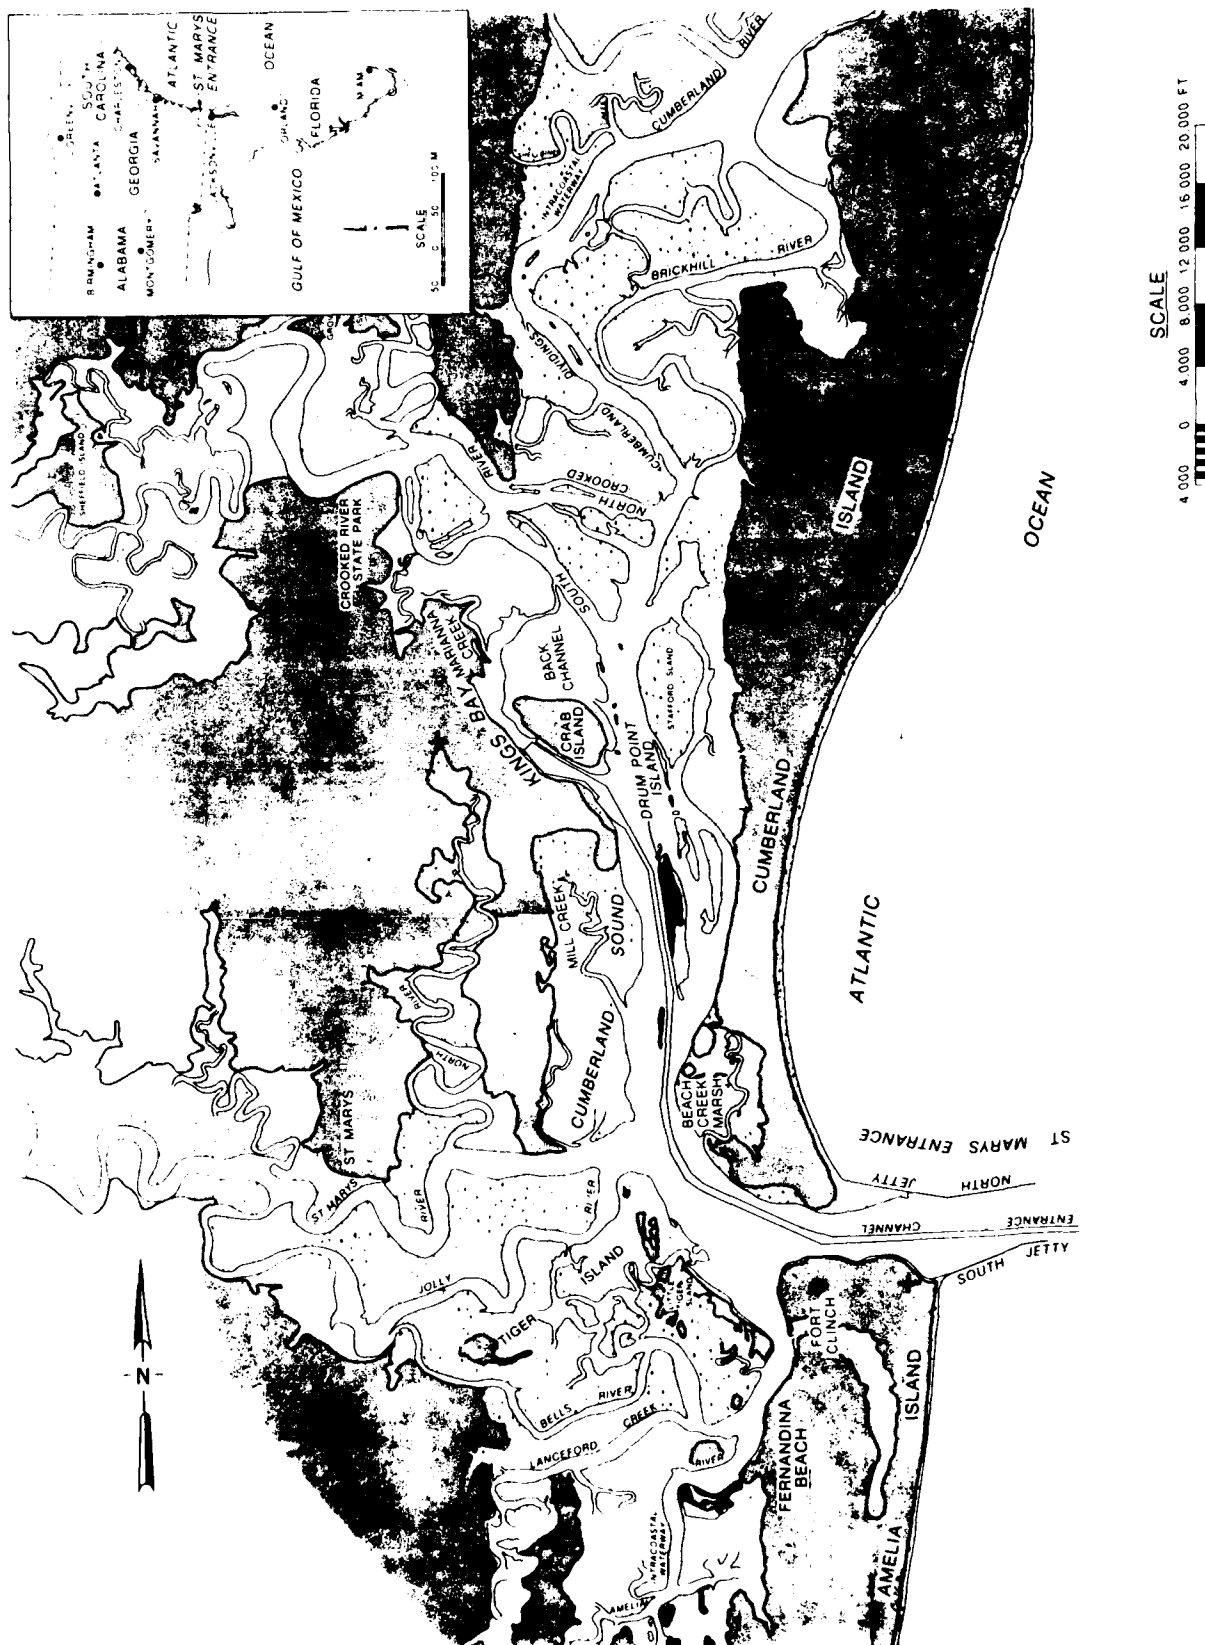 SOUTH
CAROLINA
ATLANTA
GEORGIA
SAVANNAH
ATLANTIC
OCEAN
ST MARYS
ENTRANCE
ALABAMA
MONTGOMERY
FLORIDA
GULF OF MEXICO
SCALE
50 0 50 100 M
CUMBERLAND
RIVER
INTRACOASTAL
WATERWAY
BRICKHILL
RIVER
CUMBERLAND
DIVIDINGS
SHEFFIELD ISLAND
CROOKED RIVER
STATE PARK
NORTH
CROOKED
RIVER
SOUTH
MARIANNA
CREEK
KINGS BAY
BACK
CHANNEL
CRAB
ISLAND
STAFFORD ISLAND
DRUM POINT
ISLAND
MILL CREEK
CUMBERLAND
SOUND
CUMBERLAND
ISLAND
ATLANTIC
OCEAN
NORTH
RIVER
ST MARYS
ST MARYS
RIVER
BEACH
CREEK
MARSH
ST MARYS ENTRANCE
NORTH
JETTY
ENTRANCE
CHANNEL
SOUTH
JETTY
JOLLY
RIVER
TIGER
ISLAND
BELLS
RIVER
LANCEFORD
CREEK
FORT
CLINCH
FERNANDINA
BEACH
AMELIA
ISLAND
INTRACOASTAL
WATERWAY
AMELIA
RIVER
-N-
SCALE
4 000 0 4 000 8 000 12 000 16 000 20 000 FT